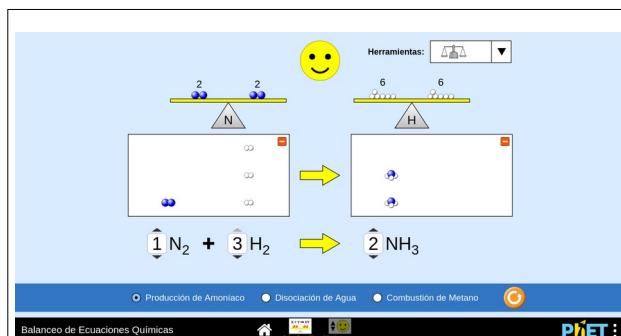 Herramientas:
2 2
6 6
N
H
1 N₂ + 3 H₂ 2 NH₃
Producción de Amoníaco Disociación de Agua Combustión de Metano
Balanceo de Ecuaciones Químicas
PhET